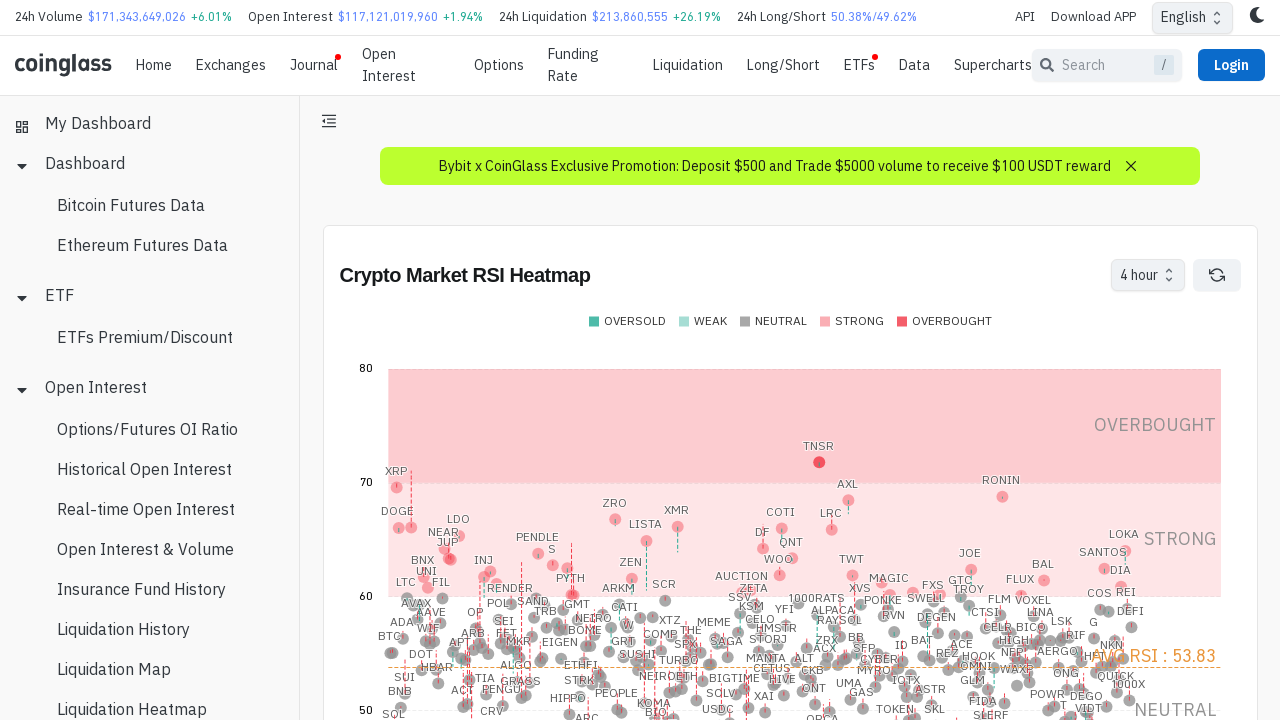 24h Volume $171,343,649,026 +6.01% Open Interest $117,121,019,960 +1.94% 24h Liquidation $213,860,555 +26.19% 24h Long/Short 50.38%/49.62% API Download APP English
coinglass Home Exchanges Journal Open Interest Options Funding Rate Liquidation Long/Short ETFs Data Supercharts Search / Login
My Dashboard
Dashboard
Bitcoin Futures Data
Ethereum Futures Data
ETF
ETFs Premium/Discount
Open Interest
Options/Futures OI Ratio
Historical Open Interest
Real-time Open Interest
Open Interest & Volume
Insurance Fund History
Liquidation History
Liquidation Map
Liquidation Heatmap
Bybit x CoinGlass Exclusive Promotion: Deposit $500 and Trade $5000 volume to receive $100 USDT reward
Crypto Market RSI Heatmap 4 hour
OVERSOLD WEAK NEUTRAL STRONG OVERBOUGHT
80
OVERBOUGHT
TNSR
XRP
70
RONIN
AXL
ZRO
DOGE
XMR
COTI
LRC
LDO
LISTA
NEAR
DF
LOKA
STRONG
JUP
PENDLE
S
QNT
JOE
SANTOS
BNX
INJ
ZEN
WOO
TWT
BAL
UNI
DIA
LTC
FIL
PYTH
SCR
AUCTION
MAGIC
GTC
FLUX
RENDER
ARKM
ZETA
XVS
FXS
TROY
COS
REI
60
AVAX
POL
SAND
GMT
CATI
SSV
KSM
1000RATS
PONKE
SWELL
FLM
VOXEL
AAVE
OP
TRB
YFI
ALPACA
RVN
CTSI
LINA
DEFI
ADA
WIF
SEI
NEIRO
W
XTZ
MEME
CELO
RAYSOL
DEGEN
LSK
G
BTC
ARB
FET
BOME
COMP
THE
HMSTR
CELR
BICO
RIF
APT
MKR
EIGEN
GRT
SPX
SAGA
STORJ
ZRX
BB
BAT
ACE
HIGH
NKN
DOT
SUSHI
TURBO
MANTA
ALT
ACX
SFP
ID
REZ
HOOK
NFP
AERGO
AVG RSI : 53.83
HBAR
ALGO
ETHFI
CETUS
CKB
CYBER
OMNI
WAXP
ONG
QUICK
SUI
TIA
GRASS
STRK
NEIROETH
BIGTIME
LIVE
MYRO
ICTX
GLM
1000X
BNB
ACT
PENGU
HIPPO
PEOPLE
SOLV
XAI
ONT
UMA
GAS
ASTR
FIDA
POWR
DEGO
SOL
CRV
KOMA
USDC
TOKEN
SKL
VIDT
NEUTRAL
50
ARC
BIO
ORCA
SLERF